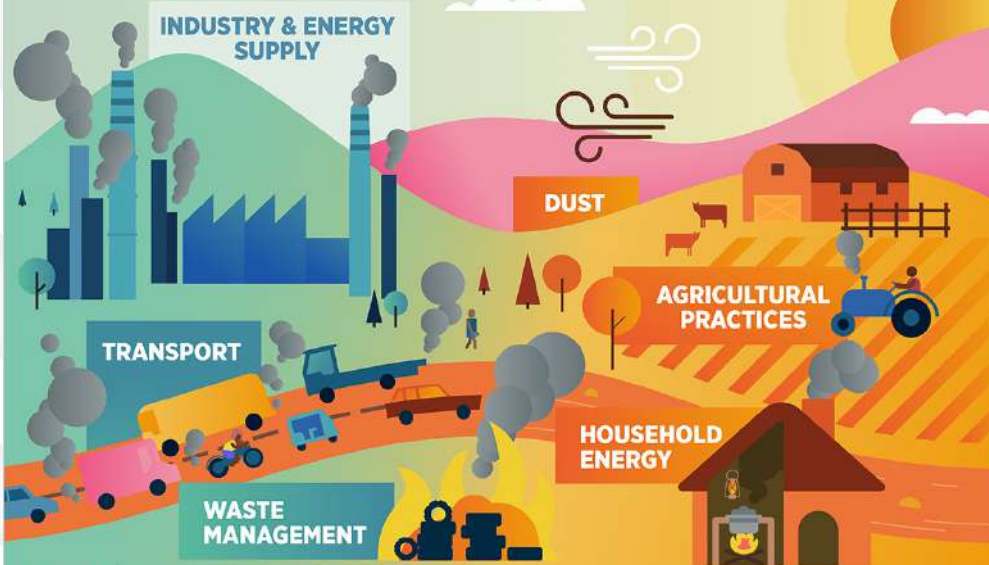 INDUSTRY & ENERGY
SUPPLY
DUST
AGRICULTURAL
PRACTICES
TRANSPORT
HOUSEHOLD
ENERGY
WASTE
MANAGEMENT